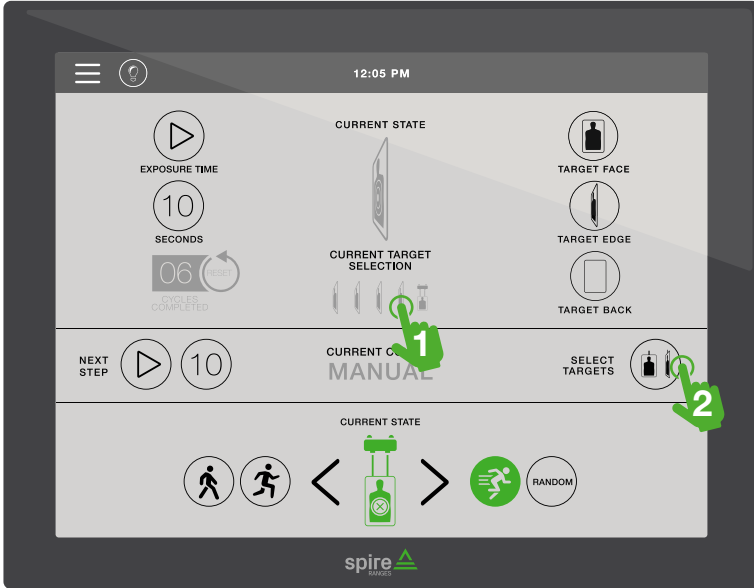 12:05 PM
CURRENT STATE
EXPOSURE TIME
TARGET FACE
10
SECONDS
TARGET EDGE
CURRENT TARGET
SELECTION
06
RESET
CYCLES
COMPLETED
TARGET BACK
1
NEXT
STEP
10
CURRENT
MANUAL
SELECT
TARGETS
2
CURRENT STATE
RANDOM
spire
RANGES